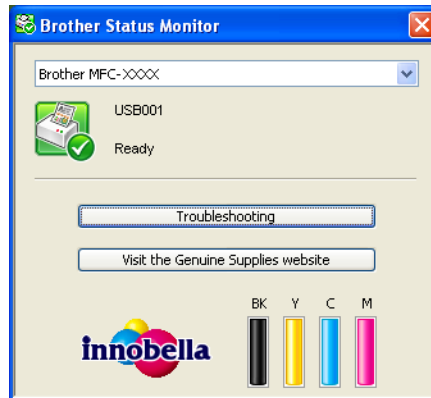 Brother Status Monitor
Brother MFC-XXXX
USB001
Ready
Troubleshooting
Visit the Genuine Supplies website
BK Y C M
innobella